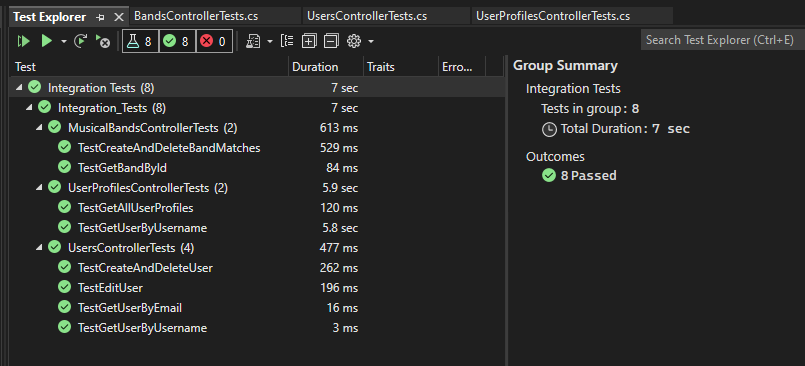 Test Explorer BandsControllerTests.cs UsersControllerTests.cs UserProfilesControllerTests.cs
8 8 0 Search Test Explorer (Ctrl+E)
Test Duration Traits Erro...
Integration Tests (8) 7 sec
Integration_Tests (8) 7 sec
MusicalBandsControllerTests (2) 613 ms
TestCreateAndDeleteBandMatches 529 ms
TestGetBandById 84 ms
UserProfilesControllerTests (2) 5.9 sec
TestGetAllUserProfiles 120 ms
TestGetUserByUsername 5.8 sec
UsersControllerTests (4) 477 ms
TestCreateAndDeleteUser 262 ms
TestEditUser 196 ms
TestGetUserByEmail 16 ms
TestGetUserByUsername 3 ms
Group Summary
Integration Tests
Tests in group: 8
Total Duration: 7 sec
Outcomes
8 Passed